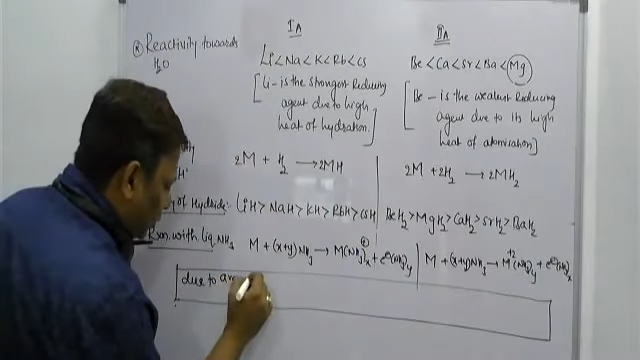 IA
IIA
® Reactivity towards H₂O
Li < Na < K < Rb < Cs
Be < Ca < Sr < Ba < Mg
[Li - is the strongest Reducing
agent due to high
heat of hydration.]
[Be - is the weakest Reducing
agent due to its high
heat of atomisation]
2M + H₂ → 2MH
2M + 2H₂ → 2MH₂
of Hydride:
LiH > NaH > KH > RbH > CsH
BeH₂ > MgH₂ > CaH₂ > SrH₂ > BaH₂
Rxn. with Liq. NH₃
M + (x+y)NH₃ → M(NH₃)x⊕ + e⊖(NH₃)y
M + (x+y)NH₃ → M⁺²(NH₃)y + e⊖(NH₃)x
due to am